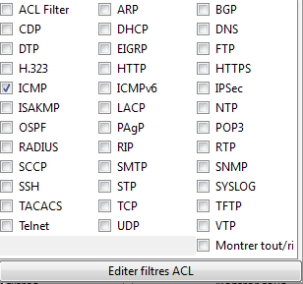 ACL Filter ARP BGP
CDP DHCP DNS
DTP EIGRP FTP
H.323 HTTP HTTPS
ICMP ICMPv6 IPSec
ISAKMP LACP NTP
OSPF PAgP POP3
RADIUS RIP RTP
SCCP SMTP SNMP
SSH STP SYSLOG
TACACS TCP TFTP
Telnet UDP VTP
Montrer tout/ri
Editer filtres ACL